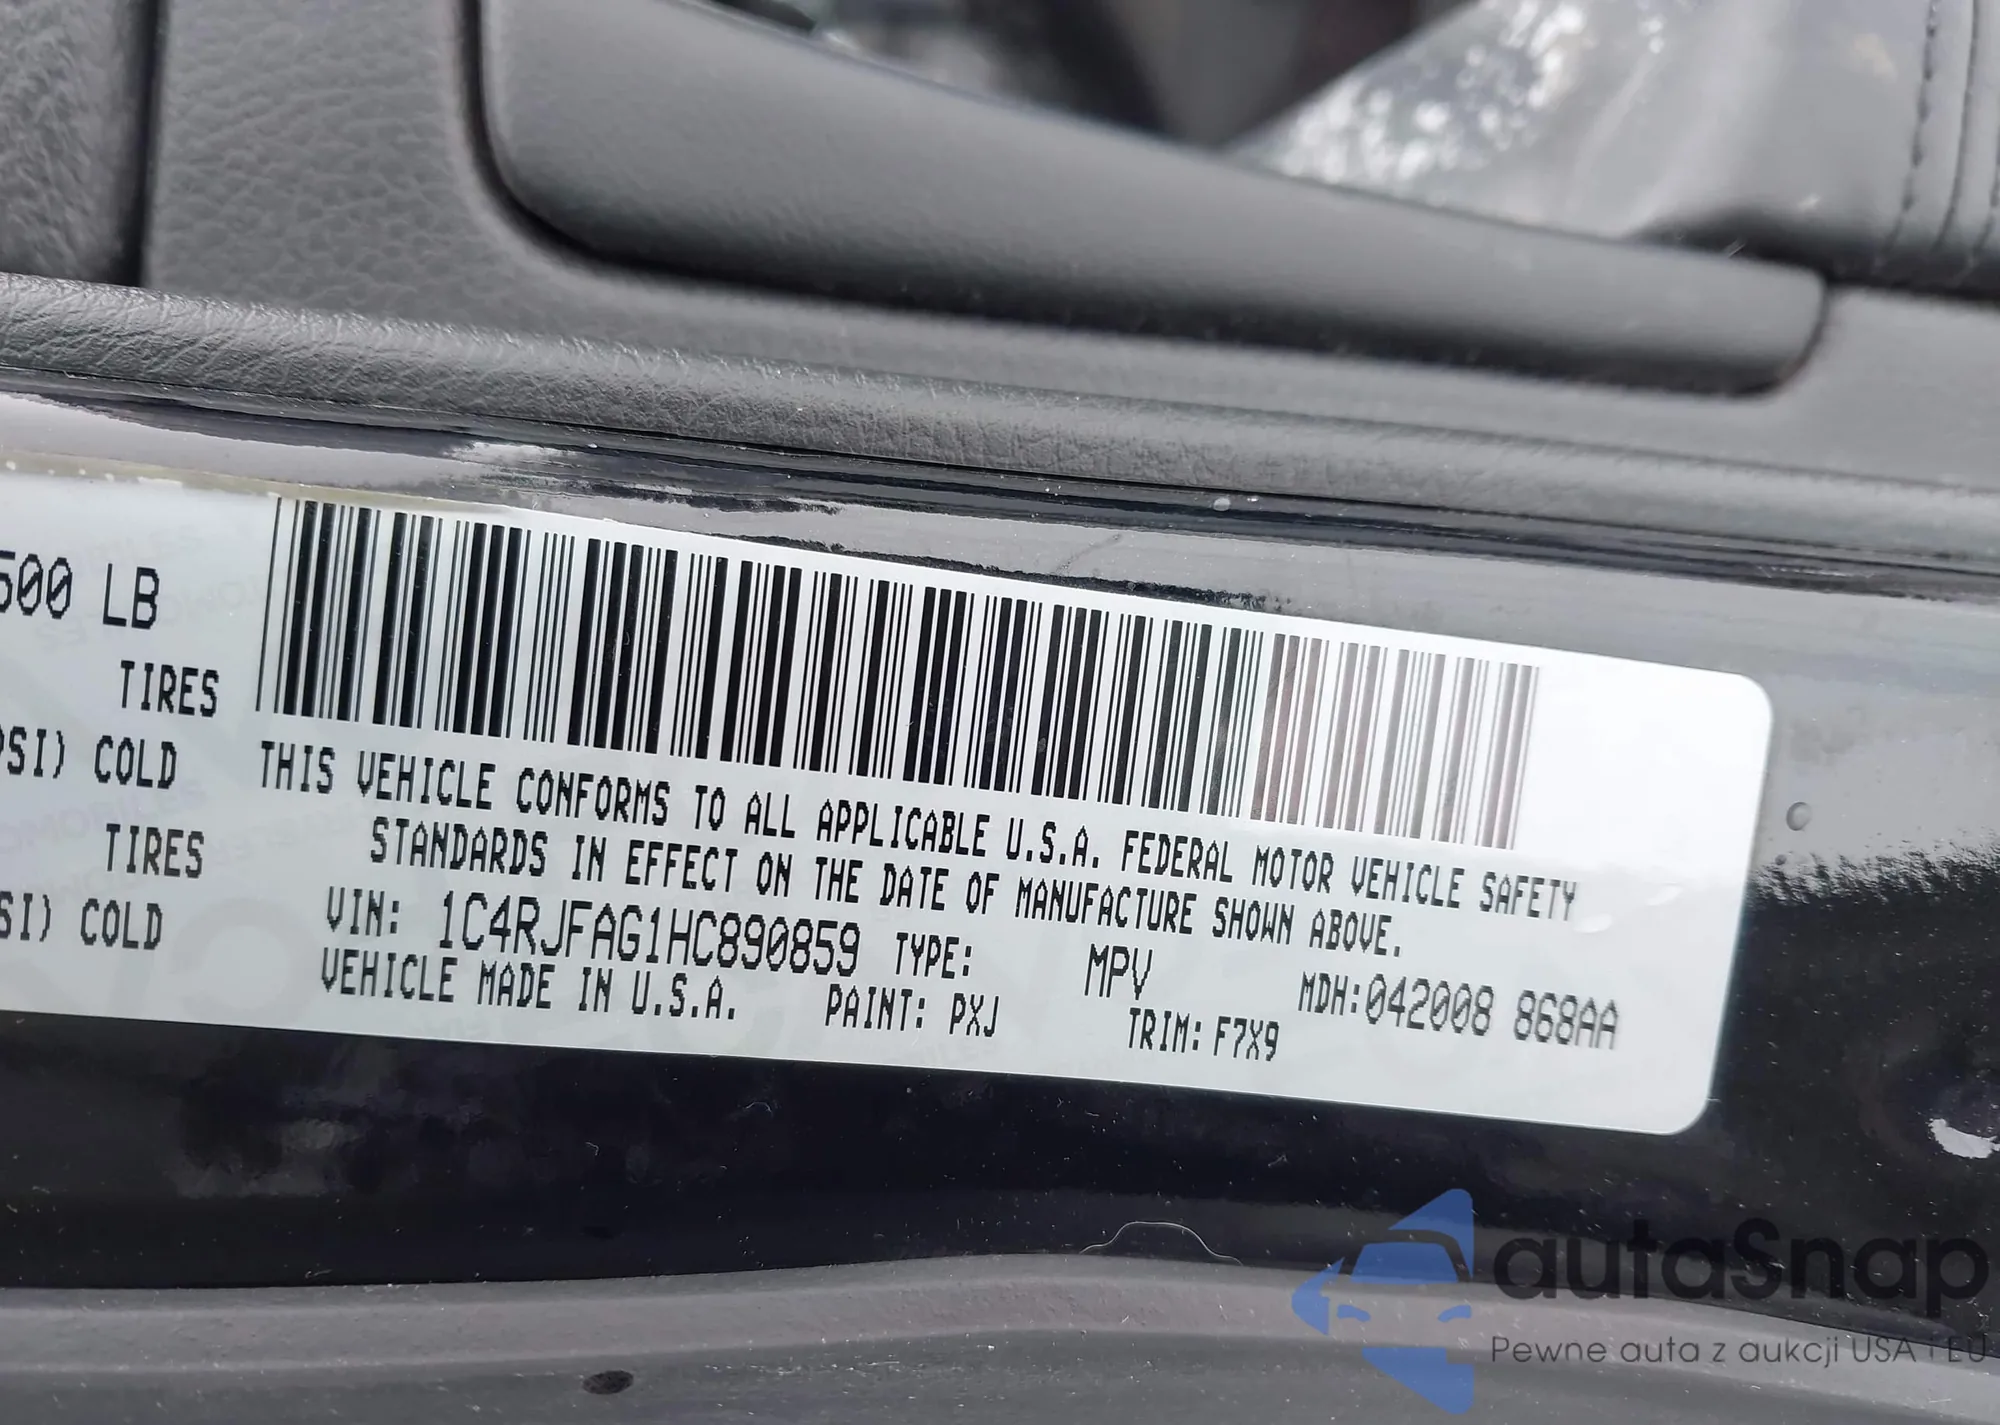 500 LB
TIRES
SI) COLD
TIRES
SI) COLD
THIS VEHICLE CONFORMS TO ALL APPLICABLE U.S.A. FEDERAL MOTOR VEHICLE SAFETY
STANDARDS IN EFFECT ON THE DATE OF MANUFACTURE SHOWN ABOVE.
VIN: 1C4RJFAG1HC890859 TYPE: MPV MDH:042008 868AA
VEHICLE MADE IN U.S.A. PAINT: PXJ TRIM: F7X9
autaSnap
Pewne auta z aukcji USA i EU